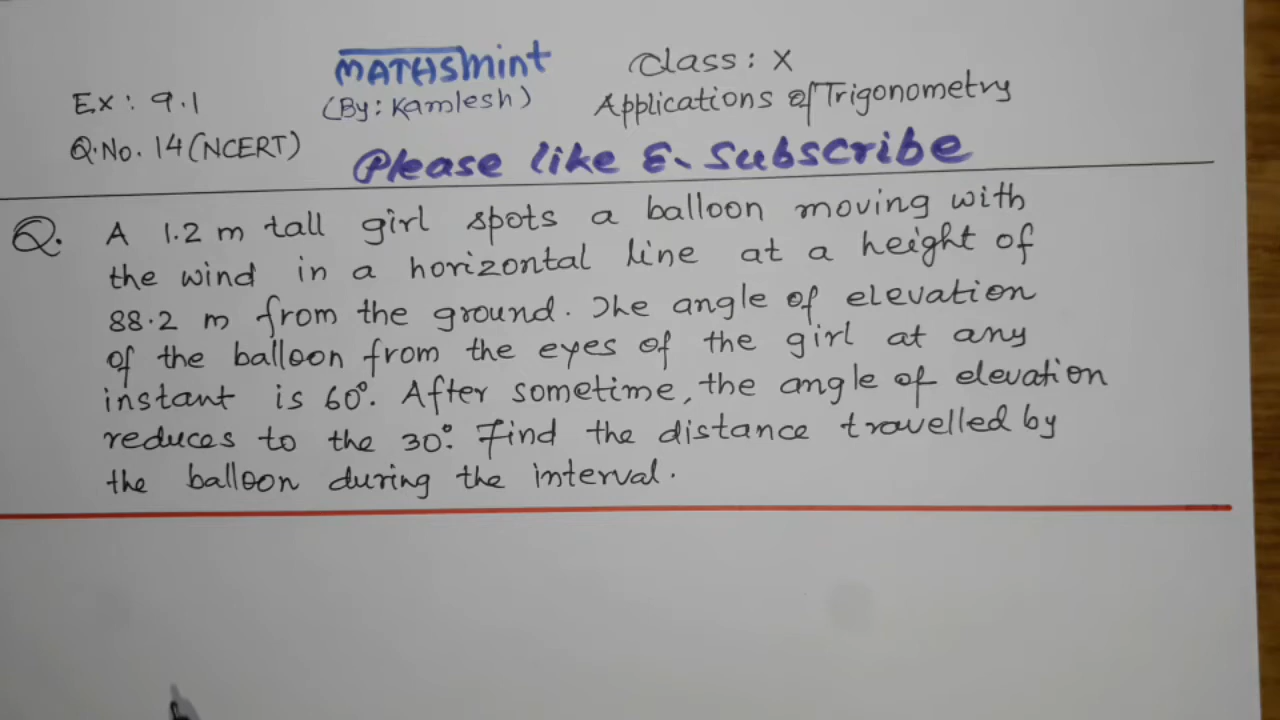 MATHSmint Class: X
Ex: 9.1 (By: Kamlesh) Applications of Trigonometry
Q.No. 14 (NCERT) Please like & Subscribe
Q. A 1.2 m tall girl spots a balloon moving with
the wind in a horizontal line at a height of
88.2 m from the ground. The angle of elevation
of the balloon from the eyes of the girl at any
instant is 60°. After sometime, the angle of elevation
reduces to the 30°. Find the distance travelled by
the balloon during the interval.